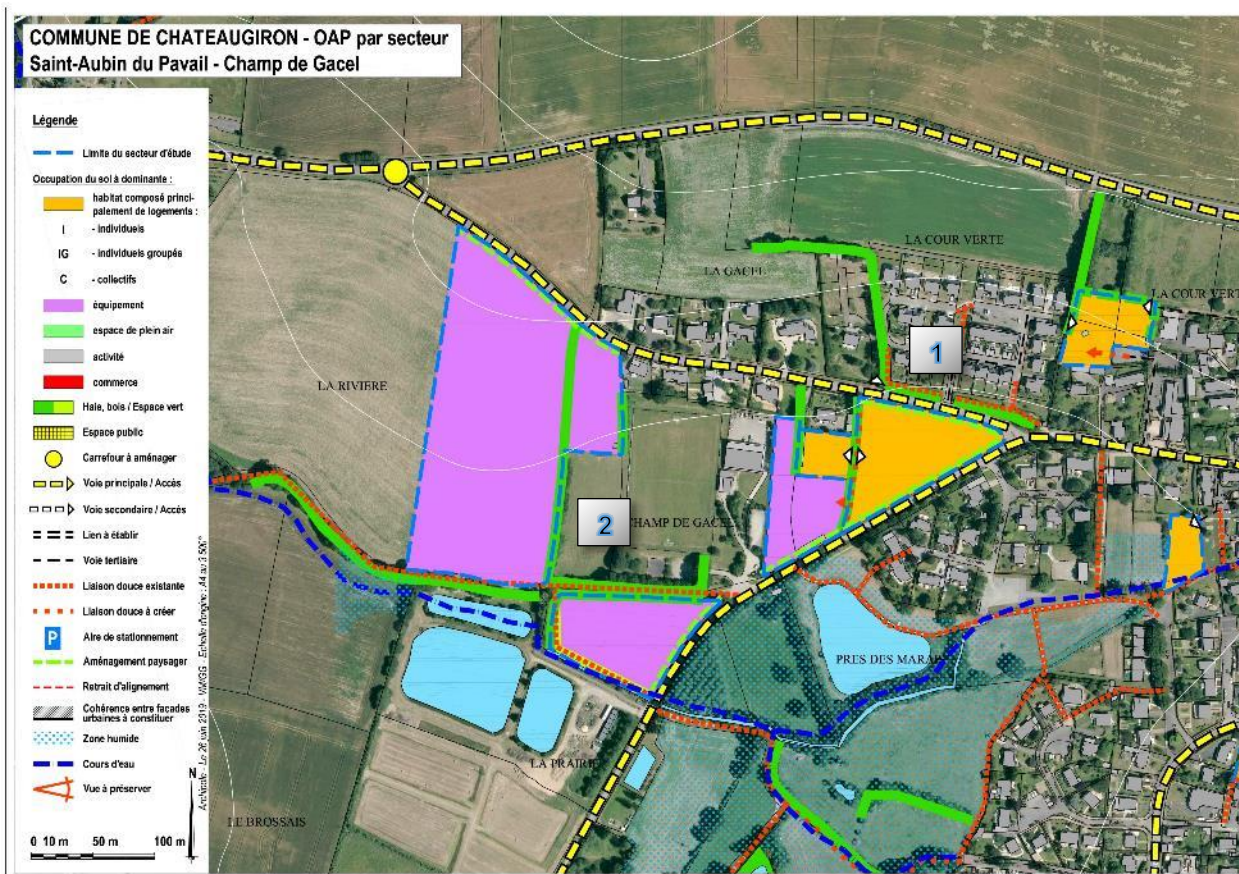 COMMUNE DE CHATEAUGIRON - OAP par secteur
Saint-Aubin du Pavail - Champ de Gacel
Légende
Limite du secteur d'étude
Occupation du sol à dominante :
habitat composé princi-
palement de logements :
I - individuels
IG - individuels groupés
C - collectifs
équipement
espace de plein air
activité
commerce
Haie, bois / Espace vert
Espace public
Carrefour à aménager
Voie principale / Accès
Voie secondaire / Accès
Lien à établir
Voie tertiaire
Liaison douce existante
Liaison douce à créer
P Aire de stationnement
Aménagement paysager
Retrait d'alignement
Cohérence entre façades
urbaines à constituer
Zone humide
Cours d'eau
Vue à préserver
N
0 10 m 50 m 100 m
LA COUR VERTE
LA GACEL
LA COUR VERT
1
LA RIVIERE
2
CHAMP DE GACEL
PRES DES MARAI
LA PRAIRIE
LE BROSSAIS